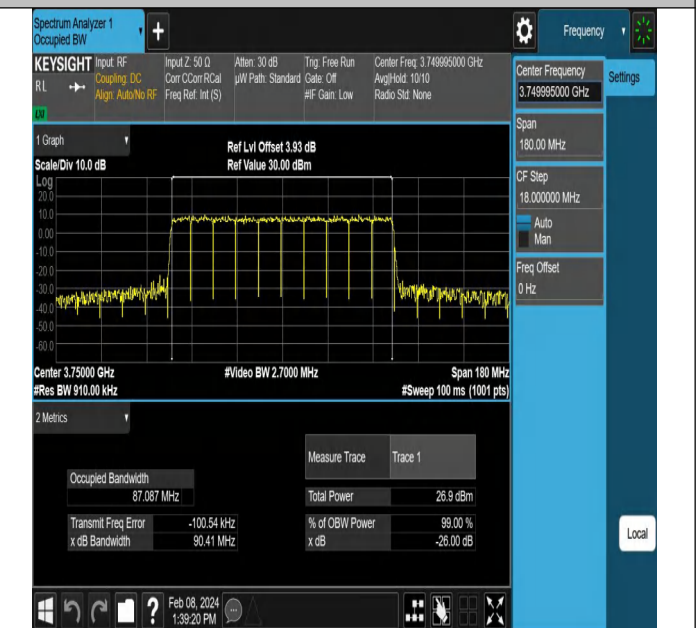 Spectrum Analyzer 1
Occupied BW
Frequency
KEYSIGHT
RL
LXI
Input: RF
Coupling: DC
Align: Auto/No RF
Input Z: 50 Ω
Corr CCorr RCal
Freq Ref: Int (S)
Atten: 30 dB
µW Path: Standard
Trig: Free Run
Gate: Off
#IF Gain: Low
Center Freq: 3.749995000 GHz
Avg|Hold: 10/10
Radio Std: None
Center Frequency
3.749995000 GHz
Settings
Span
180.00 MHz
CF Step
18.000000 MHz
Auto
Man
Freq Offset
0 Hz
Local
1 Graph
Scale/Div 10.0 dB
Ref Lvl Offset 3.93 dB
Ref Value 30.00 dBm
Log
20.0
10.0
0.00
-10.0
-20.0
-30.0
-40.0
-50.0
-60.0
Center 3.75000 GHz
#Res BW 910.00 kHz
#Video BW 2.7000 MHz
Span 180 MHz
#Sweep 100 ms (1001 pts)
2 Metrics
Measure Trace Trace 1
Occupied Bandwidth
87.087 MHz
Total Power 26.9 dBm
Transmit Freq Error -100.54 kHz
% of OBW Power 99.00 %
x dB Bandwidth 90.41 MHz
x dB -26.00 dB
?
Feb 08, 2024
1:39:20 PM